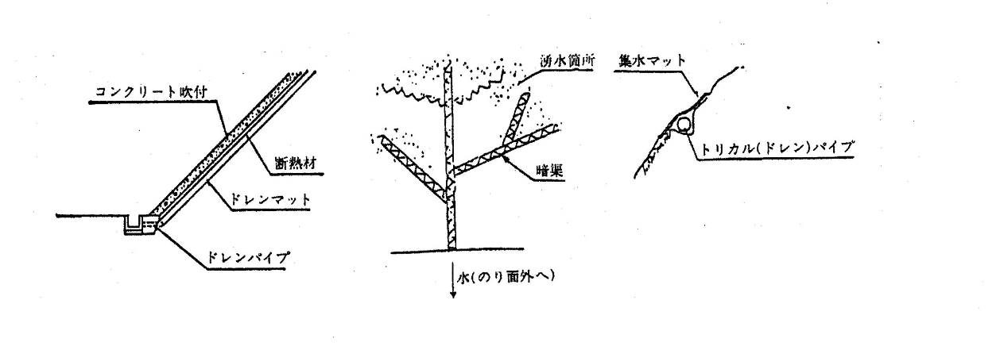 コンクリート吹付
断熱材
ドレンマット
ドレンパイプ
湧水箇所
暗渠
水(のり面外へ)
集水マット
トリカル(ドレン)パイプ